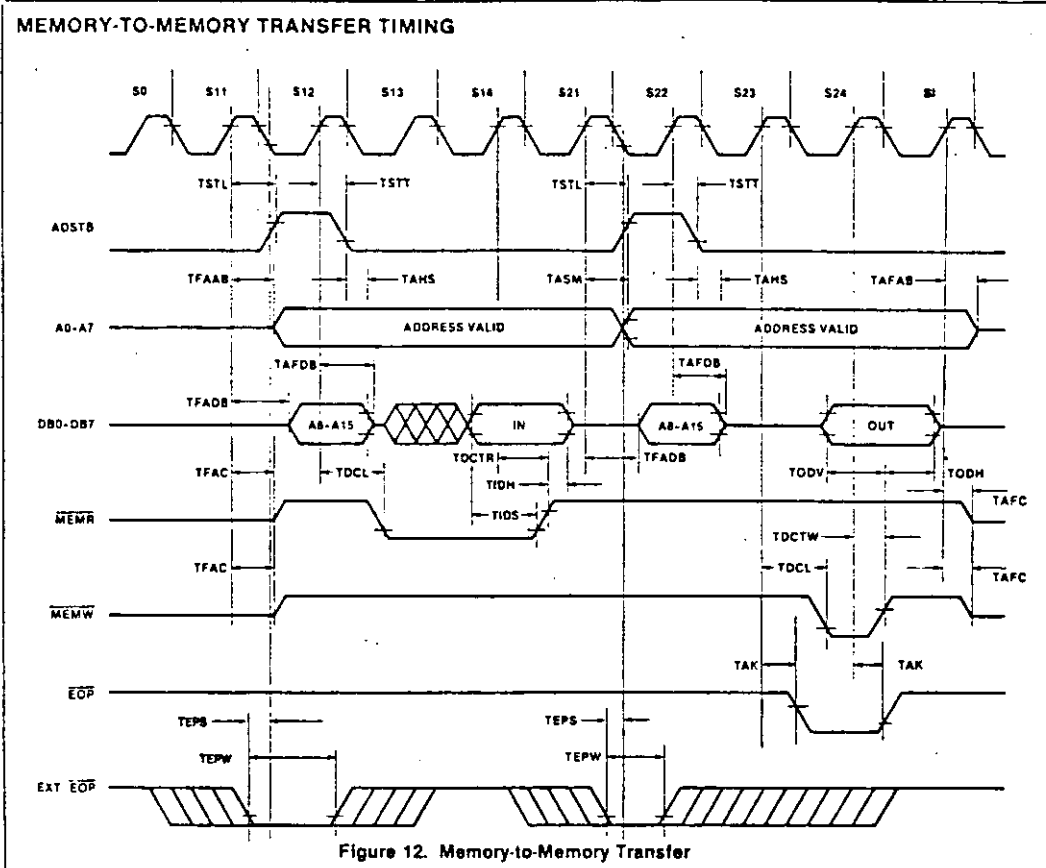 MEMORY-TO-MEMORY TRANSFER TIMING
S0 S11 S12 S13 S14 S21 S22 S23 S24 SI
TSTL TSTT TSTL TSTT
ADSTB
TFAAB TAHS TASM TAHS TAFAB
A0-A7 ADDRESS VALID ADDRESS VALID
TAFDB TAFDB
TFADB
DB0-DB7 A8-A15 IN A8-A15 OUT
TDCTR TFADB TODV TODH
TFAC TDCL TIDH
MEMR TIDS TAFC
TDCTW
TFAC TDCL TAFC
MEMW
TAK TAK
EOP
TEPS TEPS
TEPW TEPW
EXT EOP
Figure 12. Memory-to-Memory Transfer